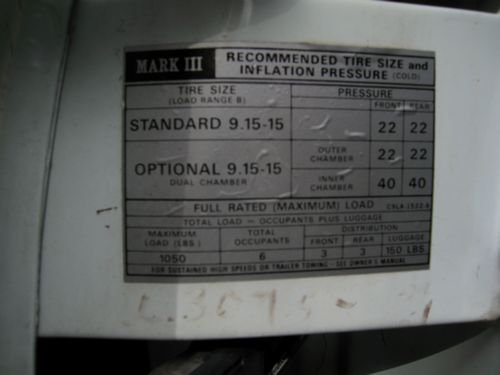 MARK III RECOMMENDED TIRE SIZE and
INFLATION PRESSURE (COLD)
TIRE SIZE PRESSURE
(LOAD RANGE B) FRONT REAR
STANDARD 9.15-15 22 22
OPTIONAL 9.15-15 OUTER CHAMBER 22 22
DUAL CHAMBER INNER CHAMBER 40 40
FULL RATED (MAXIMUM) LOAD
TOTAL LOAD - OCCUPANTS PLUS LUGGAGE
MAXIMUM LOAD (LBS.) TOTAL OCCUPANTS DISTRIBUTION
FRONT REAR LUGGAGE
1050 6 3 3 150 LBS
FOR SUSTAINED HIGH SPEEDS OR TRAILER TOWING - SEE OWNER'S MANUAL